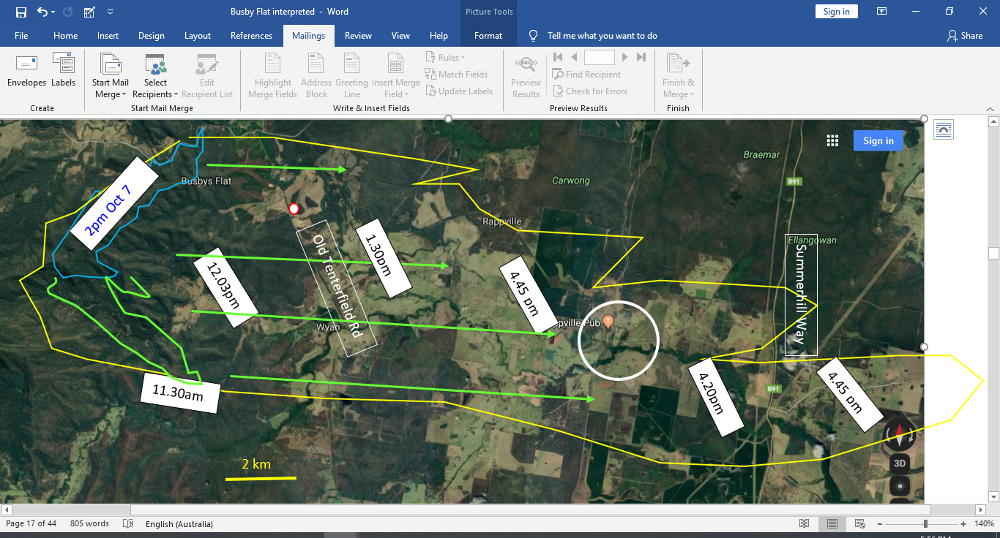 Busby Flat interpreted - Word
Picture Tools
Sign in
File
Home
Insert
Design
Layout
References
Mailings
Review
View
Help
Format
Tell me what you want to do
Share
Envelopes
Labels
Create
Start Mail
Merge
Select
Recipients
Edit
Recipient List
Start Mail Merge
Highlight
Merge Fields
Address
Block
Greeting
Line
Insert Merge
Field
Rules
Match Fields
Update Labels
Write & Insert Fields
ABC
Preview
Results
Find Recipient
Check for Errors
Preview Results
Finish &
Merge
Finish
Sign in
Braemar
Carwong
B91
Busbys Flat
2pm Oct 7
Rappville
Ellangowan
Old Tenterfield Rd
1.30pm
12.03pm
4.45 pm
Summerhill Way
ppville Pub
Wyan
11.30am
4.20pm
4.45 pm
B91
2 km
3D
Page 17 of 44
805 words
English (Australia)
140%